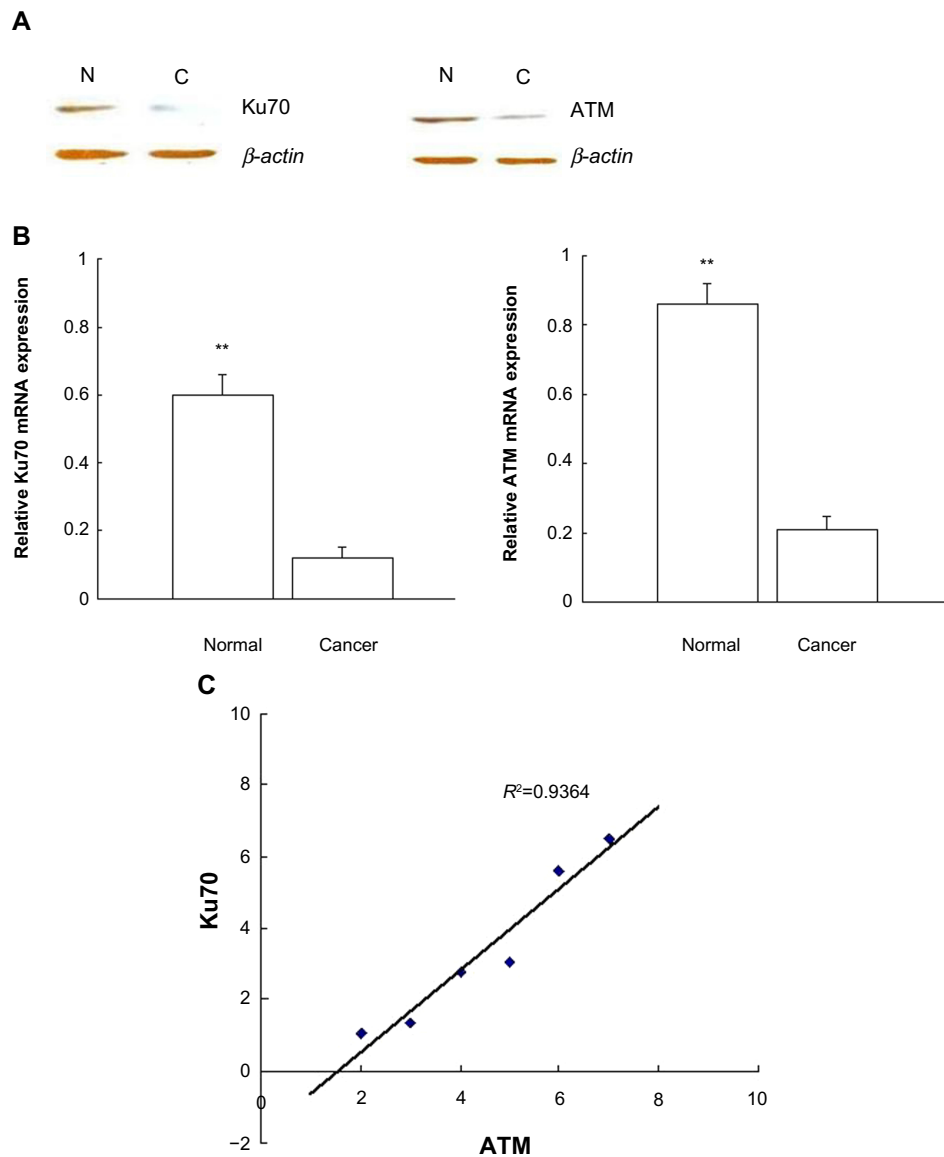 A
N C
Ku70
β-actin
N C
ATM
β-actin
B
Relative Ku70 mRNA expression
1
0.8
0.6
0.4
0.2
0
**
Normal Cancer
Relative ATM mRNA expression
1
0.8
0.6
0.4
0.2
0
**
Normal Cancer
C
Ku70
10
8
6
4
2
0
−2
R²=0.9364
0 2 4 6 8 10
ATM